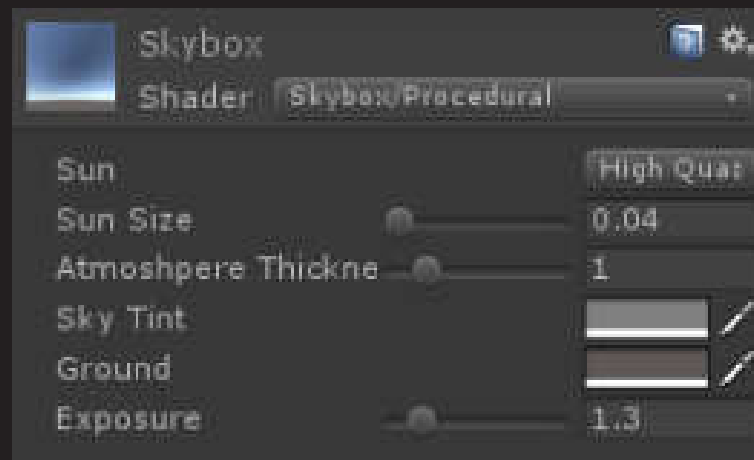 Skybox
Shader Skybox/Procedural
Sun High Qua
Sun Size 0.04
Atmoshpere Thickne 1
Sky Tint
Ground
Exposure 1.3